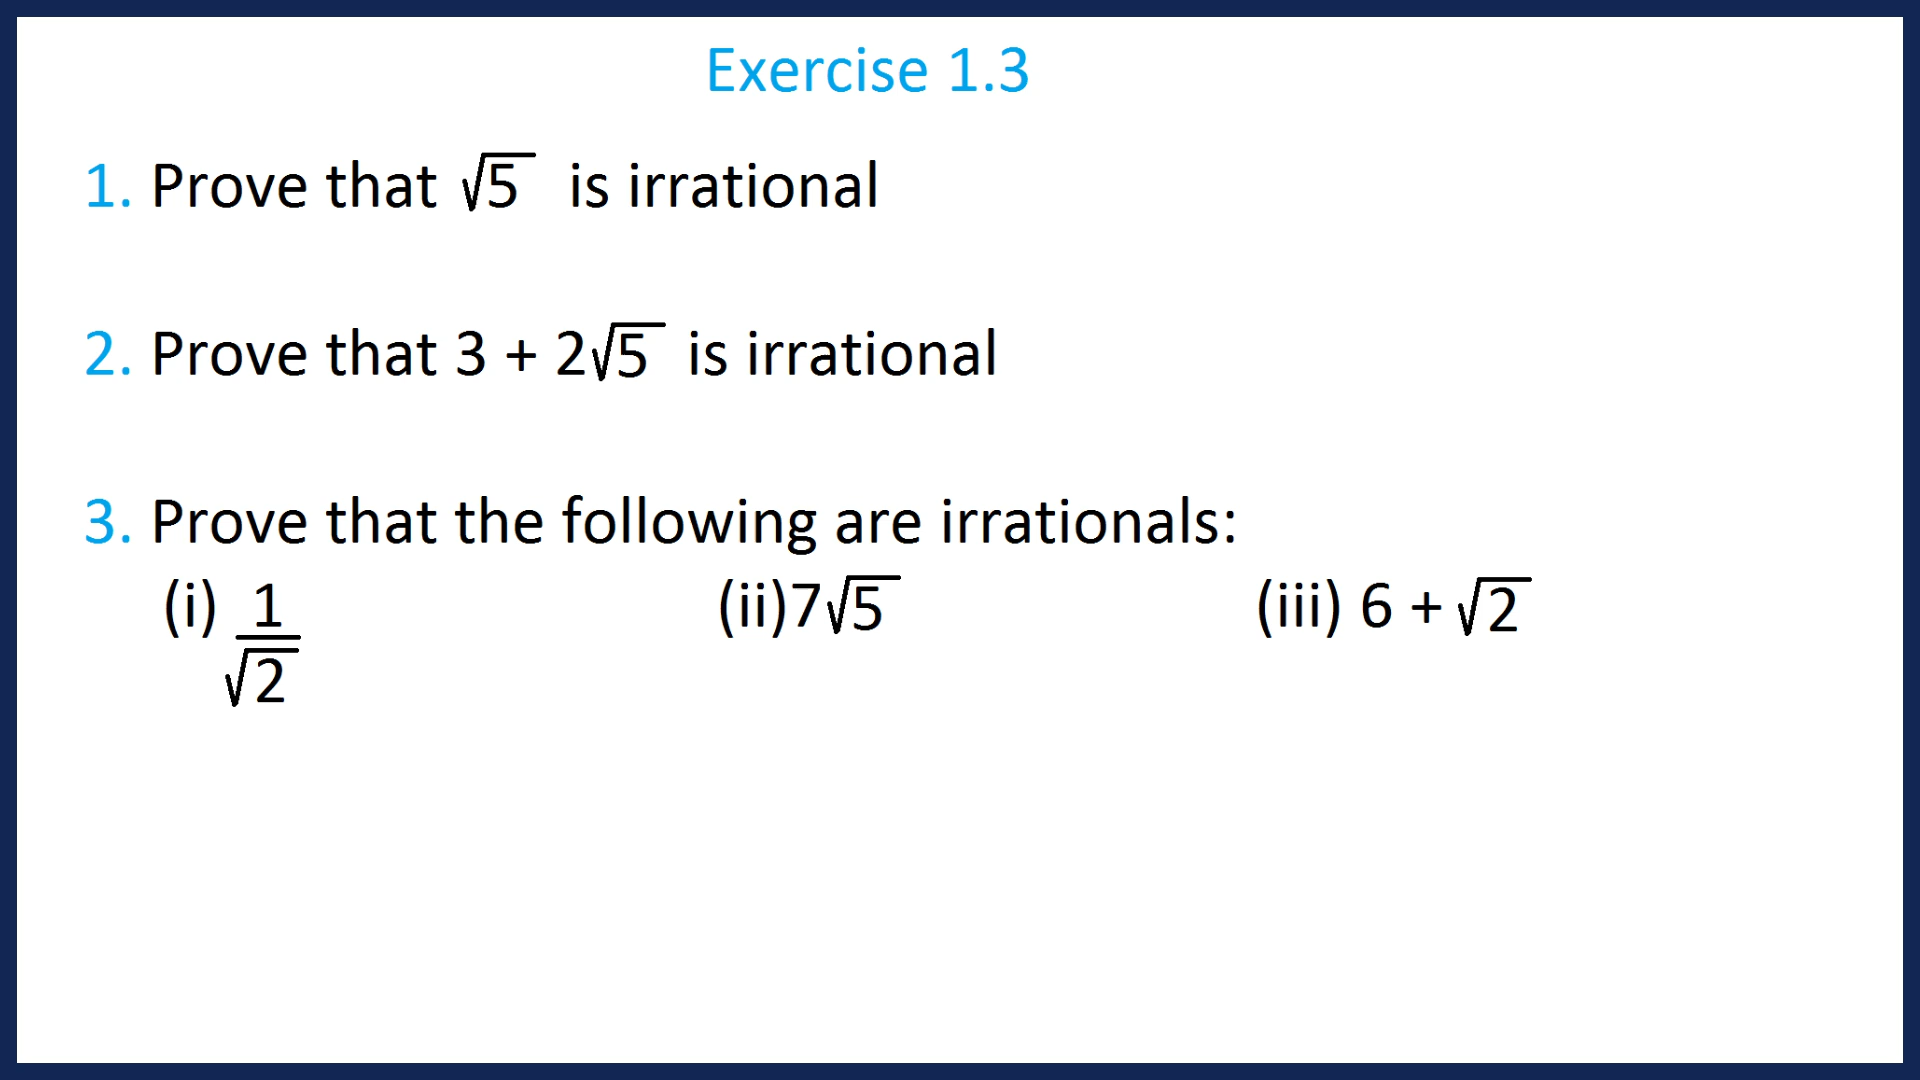 Exercise 1.3
1. Prove that √5 is irrational
2. Prove that 3 + 2√5 is irrational
3. Prove that the following are irrationals:
(i) 1/√2 (ii)7√5 (iii) 6 + √2